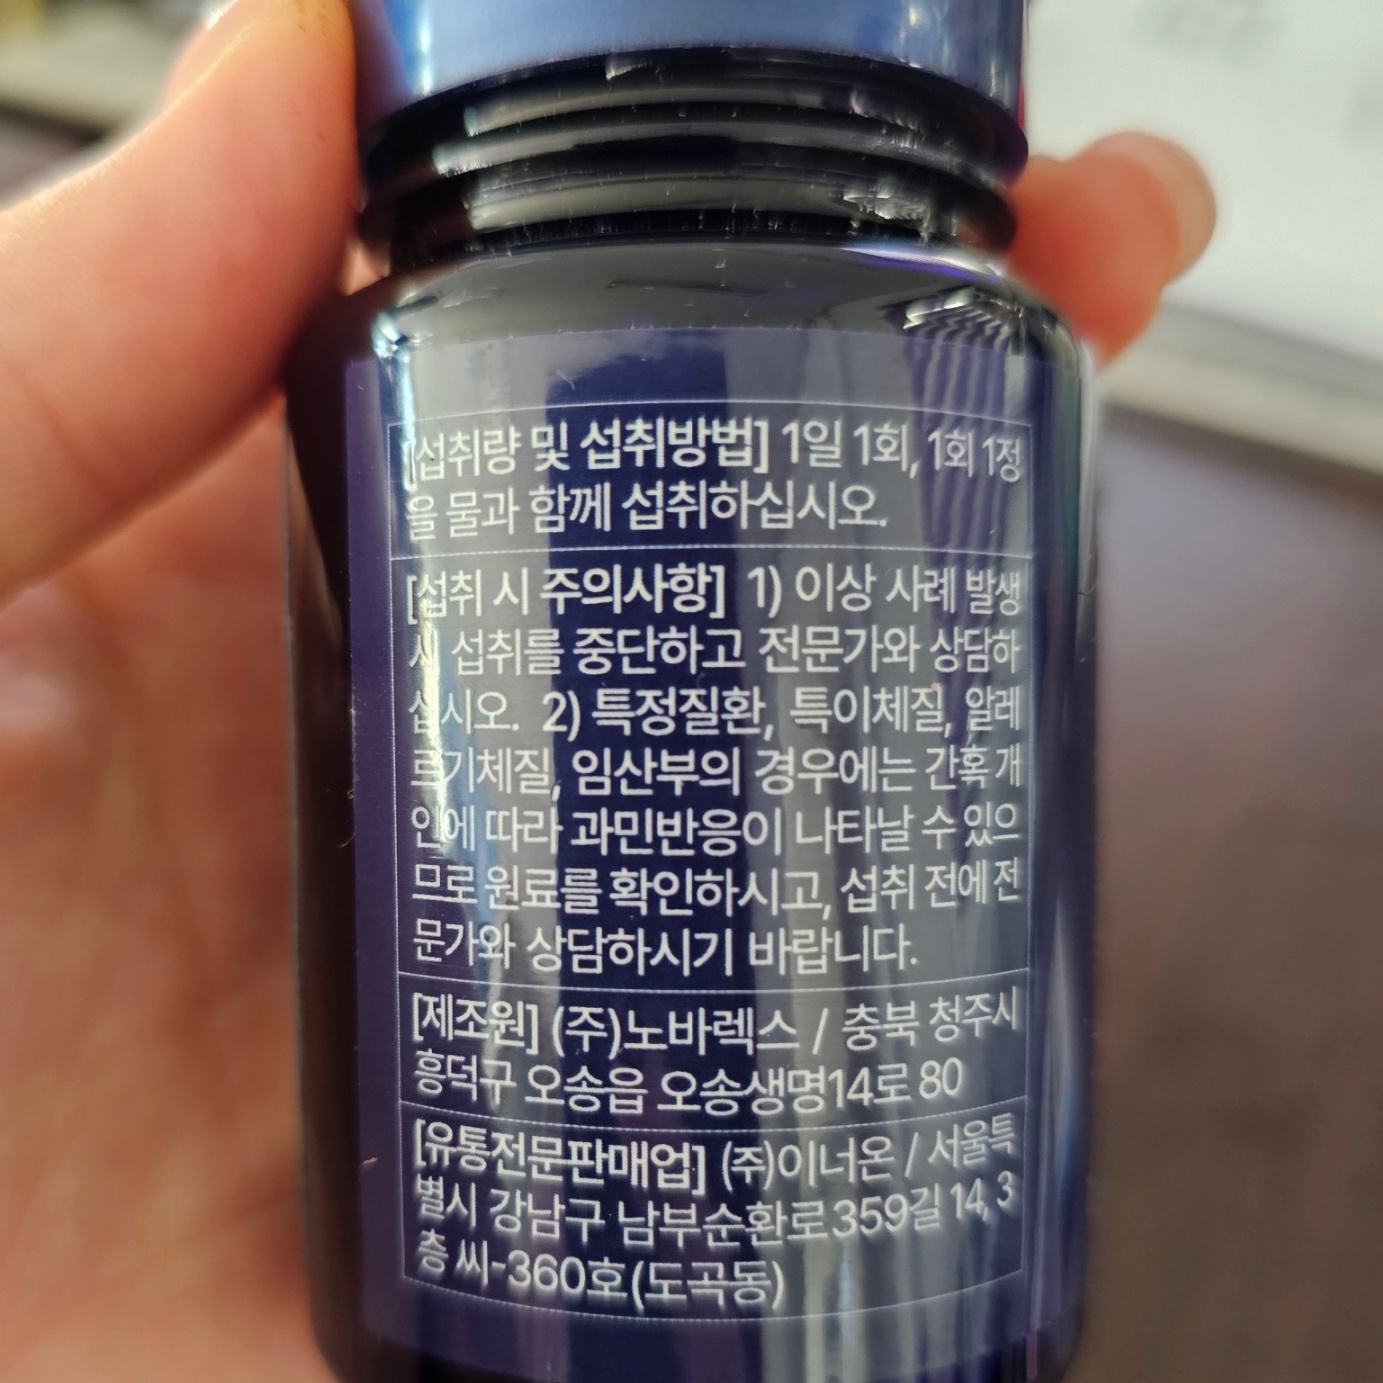 [섭취량 및 섭취방법] 1일 1회, 1회 1정
을 물과 함께 섭취하십시오.
[섭취 시 주의사항] 1) 이상 사례 발생
시 섭취를 중단하고 전문가와 상담하
십시오. 2) 특정질환, 특이체질, 알레
르기체질, 임산부의 경우에는 간혹 개
인에 따라 과민반응이 나타날 수 있으
므로 원료를 확인하시고, 섭취 전에 전
문가와 상담하시기 바랍니다.
[제조원] (주)노바렉스 / 충북 청주시
흥덕구 오송읍 오송생명14로 80
[유통전문판매업] (주)이너온 / 서울특
별시 강남구 남부순환로359길 14, 3
층 씨-360호(도곡동)